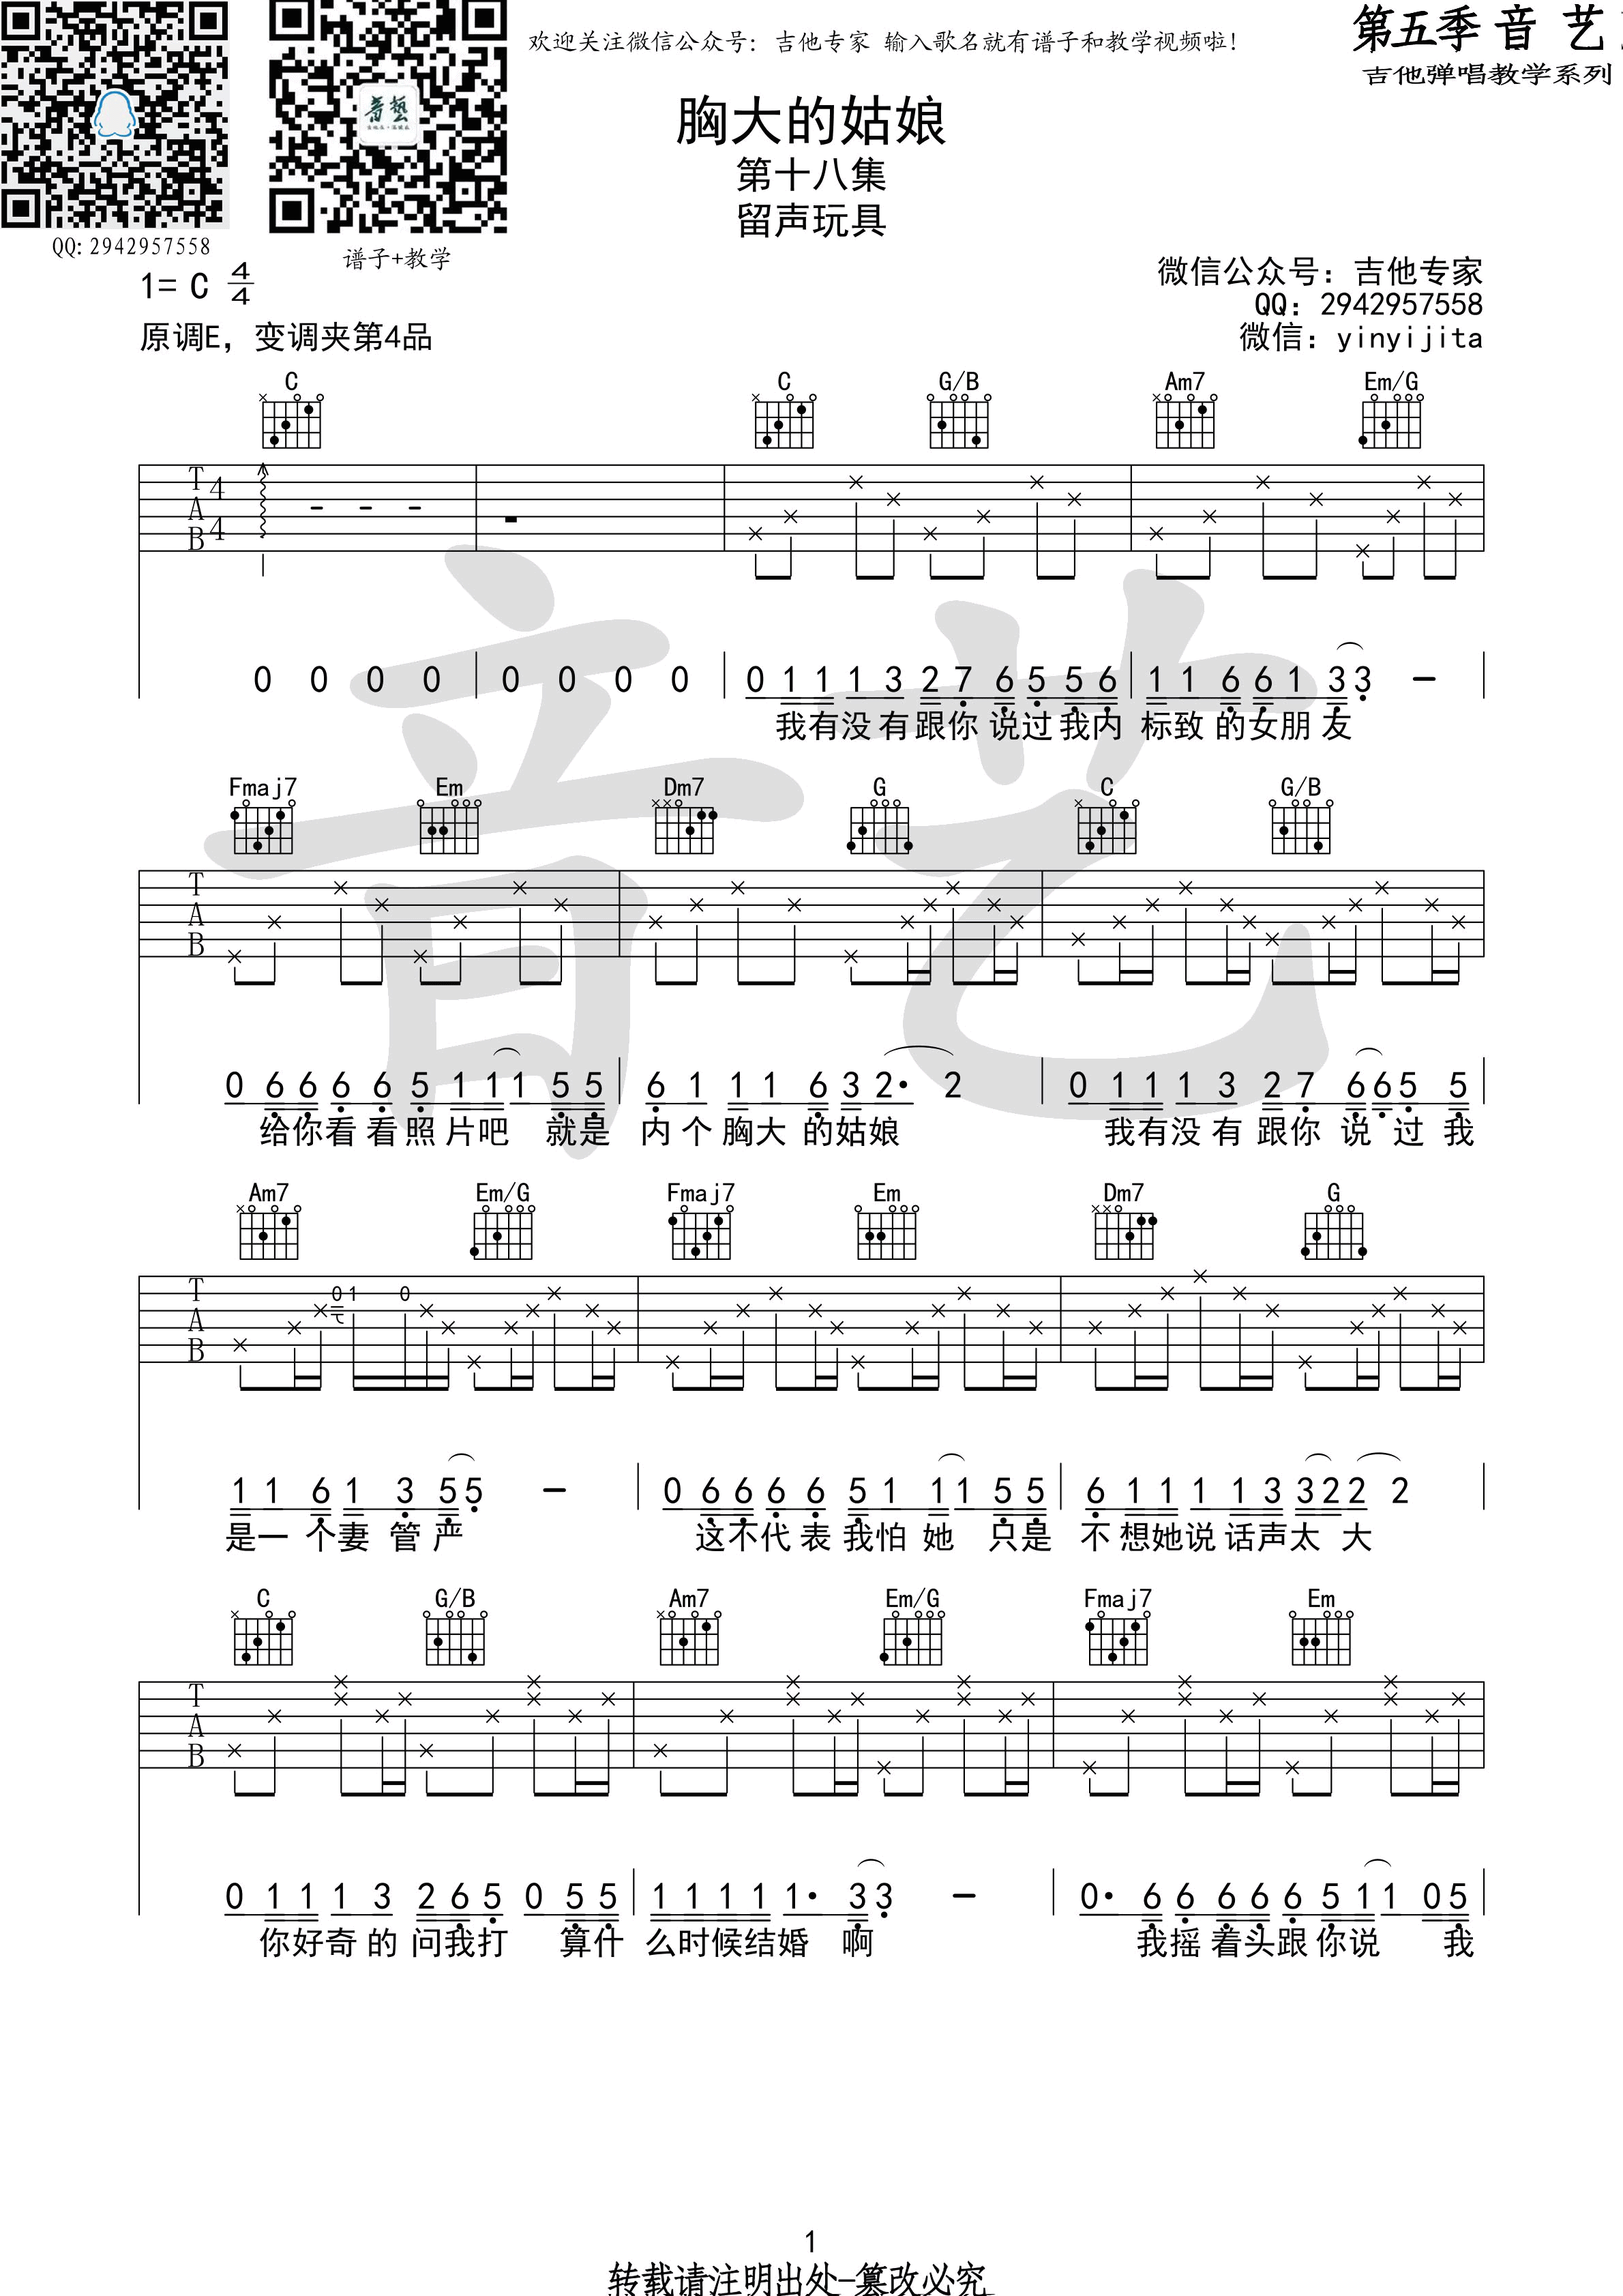 欢迎关注微信公众号：吉他专家 输入歌名就有谱子和教学视频啦！
第五季 音 艺
吉他弹唱教学系列
胸大的姑娘
第十八集
留声玩具
QQ: 2942957558
谱子+教学
1= C 4/4
原调E，变调夹第4品
微信公众号：吉他专家
QQ：2942957558
微信：yinyijita
C C G/B Am7 Em/G
T A B 4 4
0 0 0 0 0 0 0 0 0 1 1 1 3 2 7 6 5 5 6 1 1 6 6 1 3 3 -
我有没有跟你 说过我内 标致 的女朋 友
Fmaj7 Em Dm7 G C G/B
T A B
0 6 6 6 6 5 1 1 1 5 5 6 1 1 1 6 3 2· 2 0 1 1 1 3 2 7 6 6 5 5
给你看看照 片吧 就是 内个 胸大 的姑娘 我有没 有 跟你 说 过 我
Am7 Em/G Fmaj7 Em Dm7 G
T A B 0 1 0
1 1 6 1 3 5 5 - 0 6 6 6 6 5 1 1 1 5 5 6 1 1 1 1 3 3 2 2 2
是一 个妻 管 严 这不代表 我怕 她 只是 不 想她说 话声太 大
C G/B Am7 Em/G Fmaj7 Em
T A B
0 1 1 1 3 2 6 5 0 5 5 1 1 1 1 1· 3 3 - 0· 6 6 6 6 6 5 1 1 0 5
你好奇的 问我打 算什 么时候结婚 啊 我摇 着头跟 你说 我
音艺
1
转载请注明出处-篡改必究